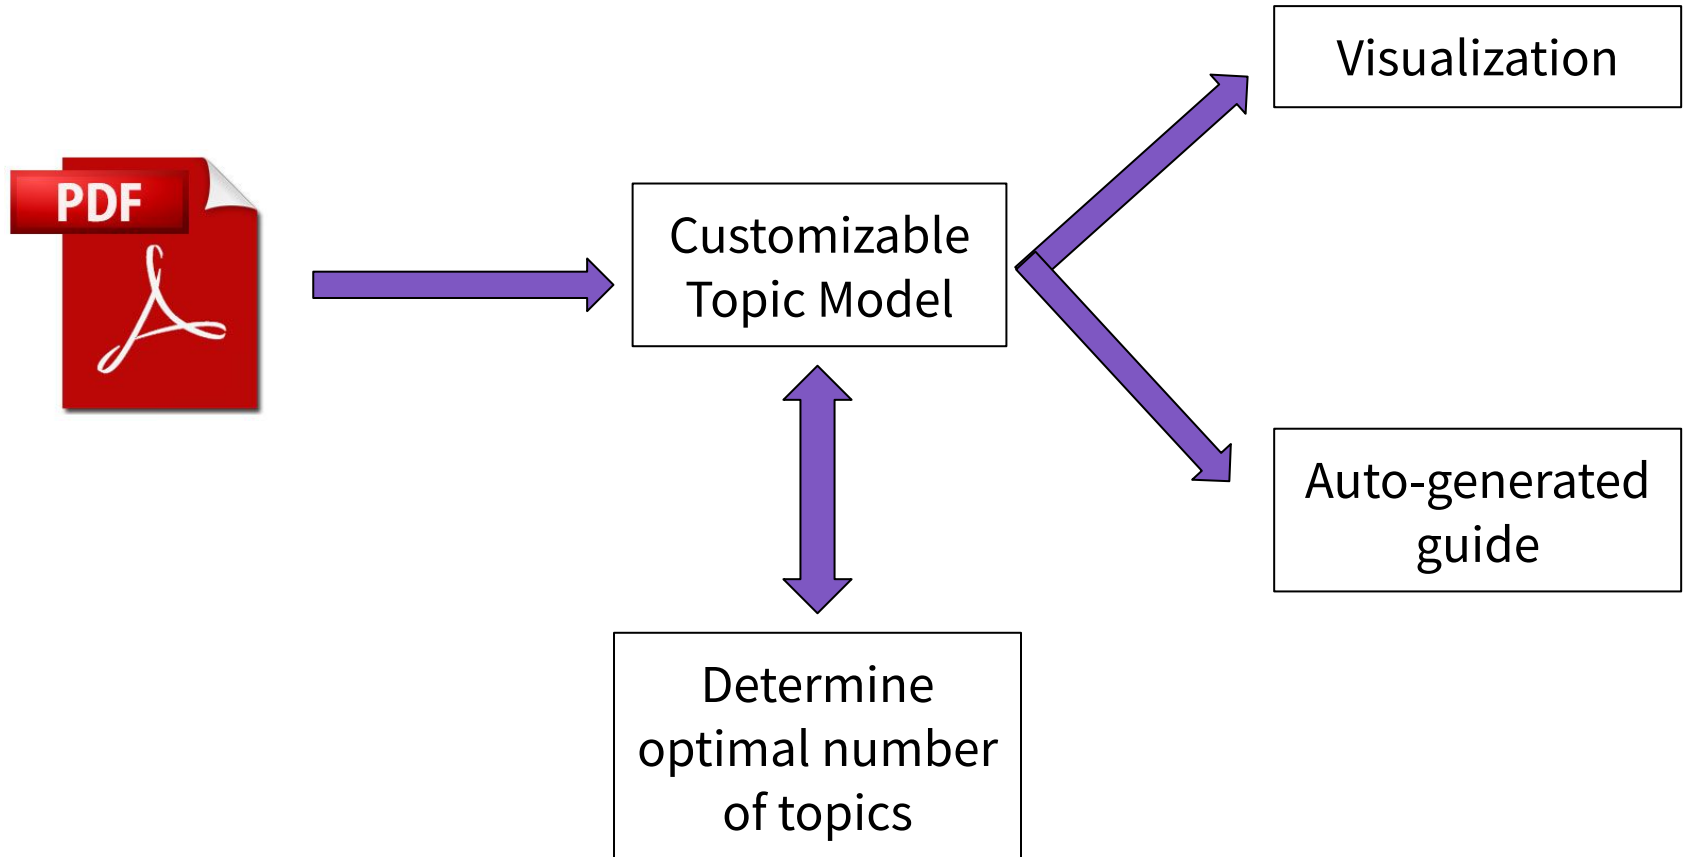 PDF
Customizable
Topic Model
Visualization
Auto-generated
guide
Determine
optimal number
of topics